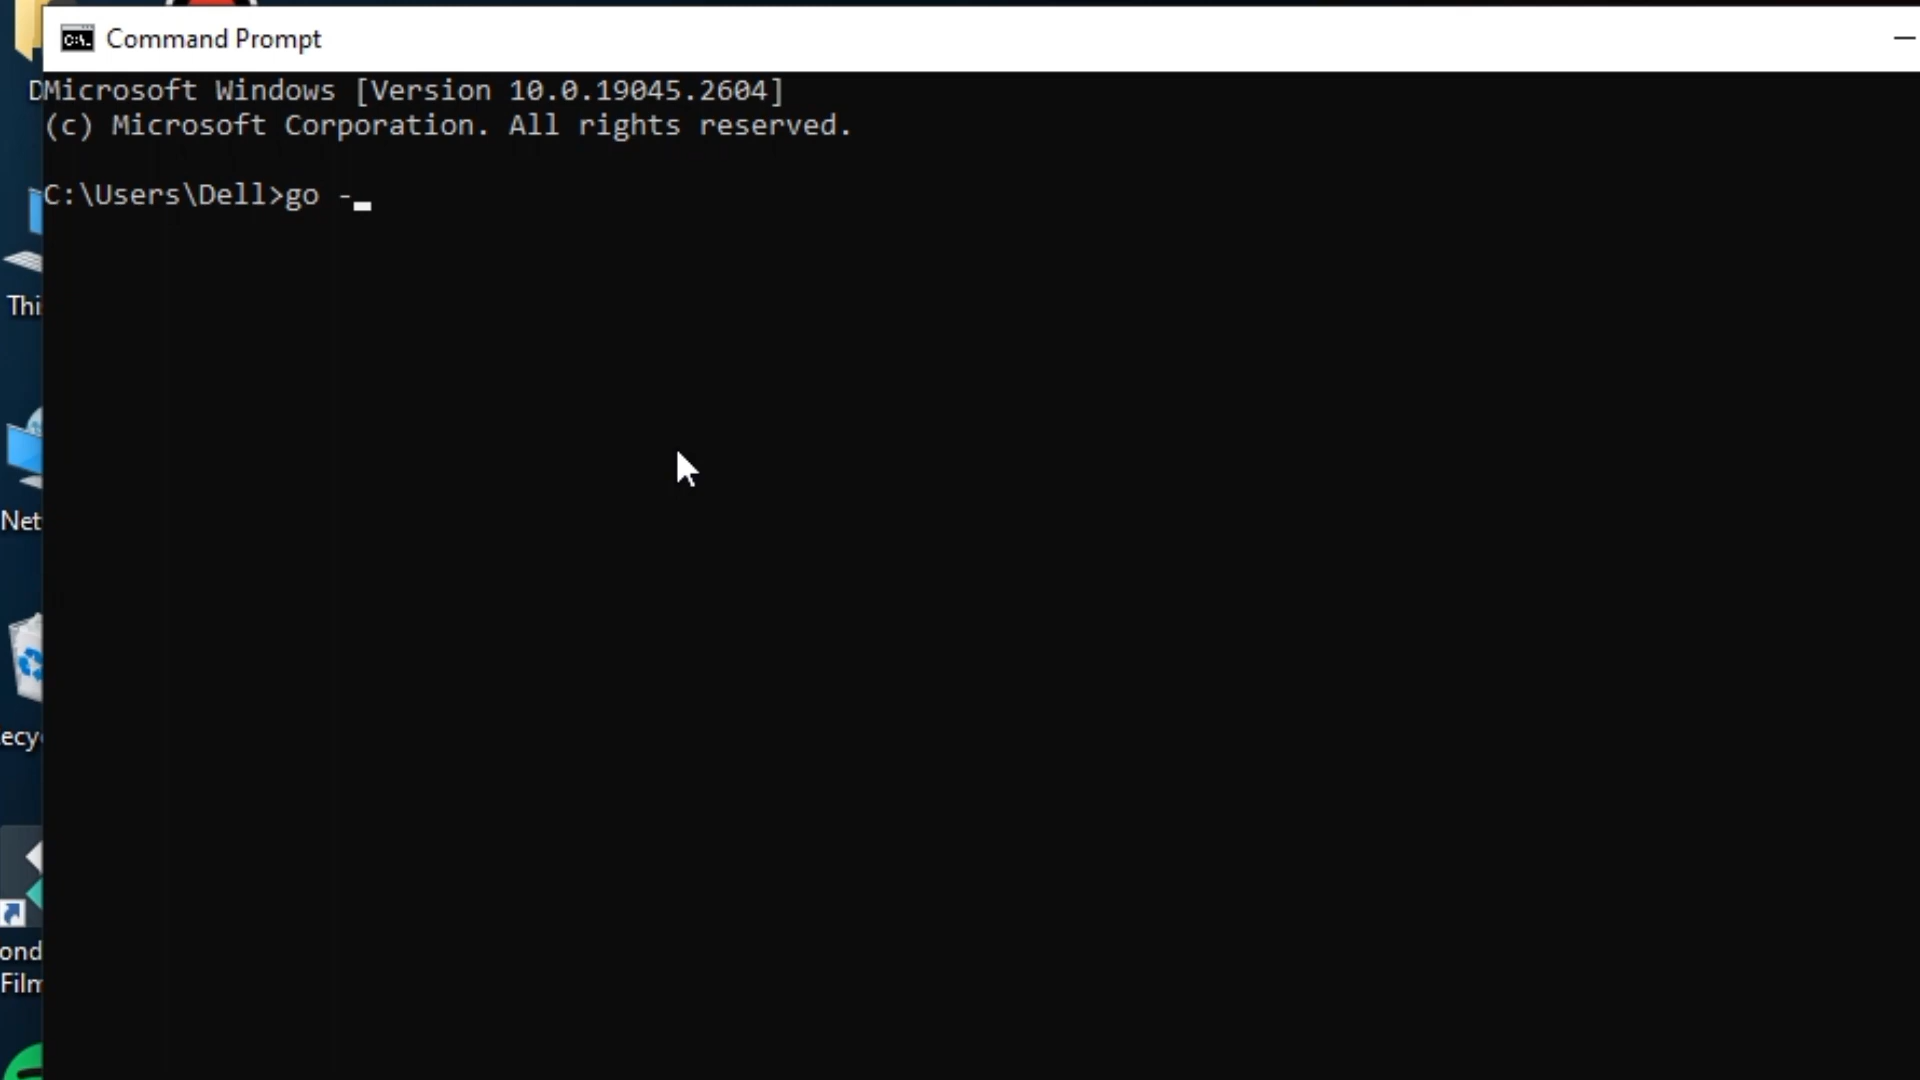 Command Prompt
Microsoft Windows [Version 10.0.19045.2604]
(c) Microsoft Corporation. All rights reserved.
C:\Users\Dell>go -
D
Thi
Net
ecy
ond
Film